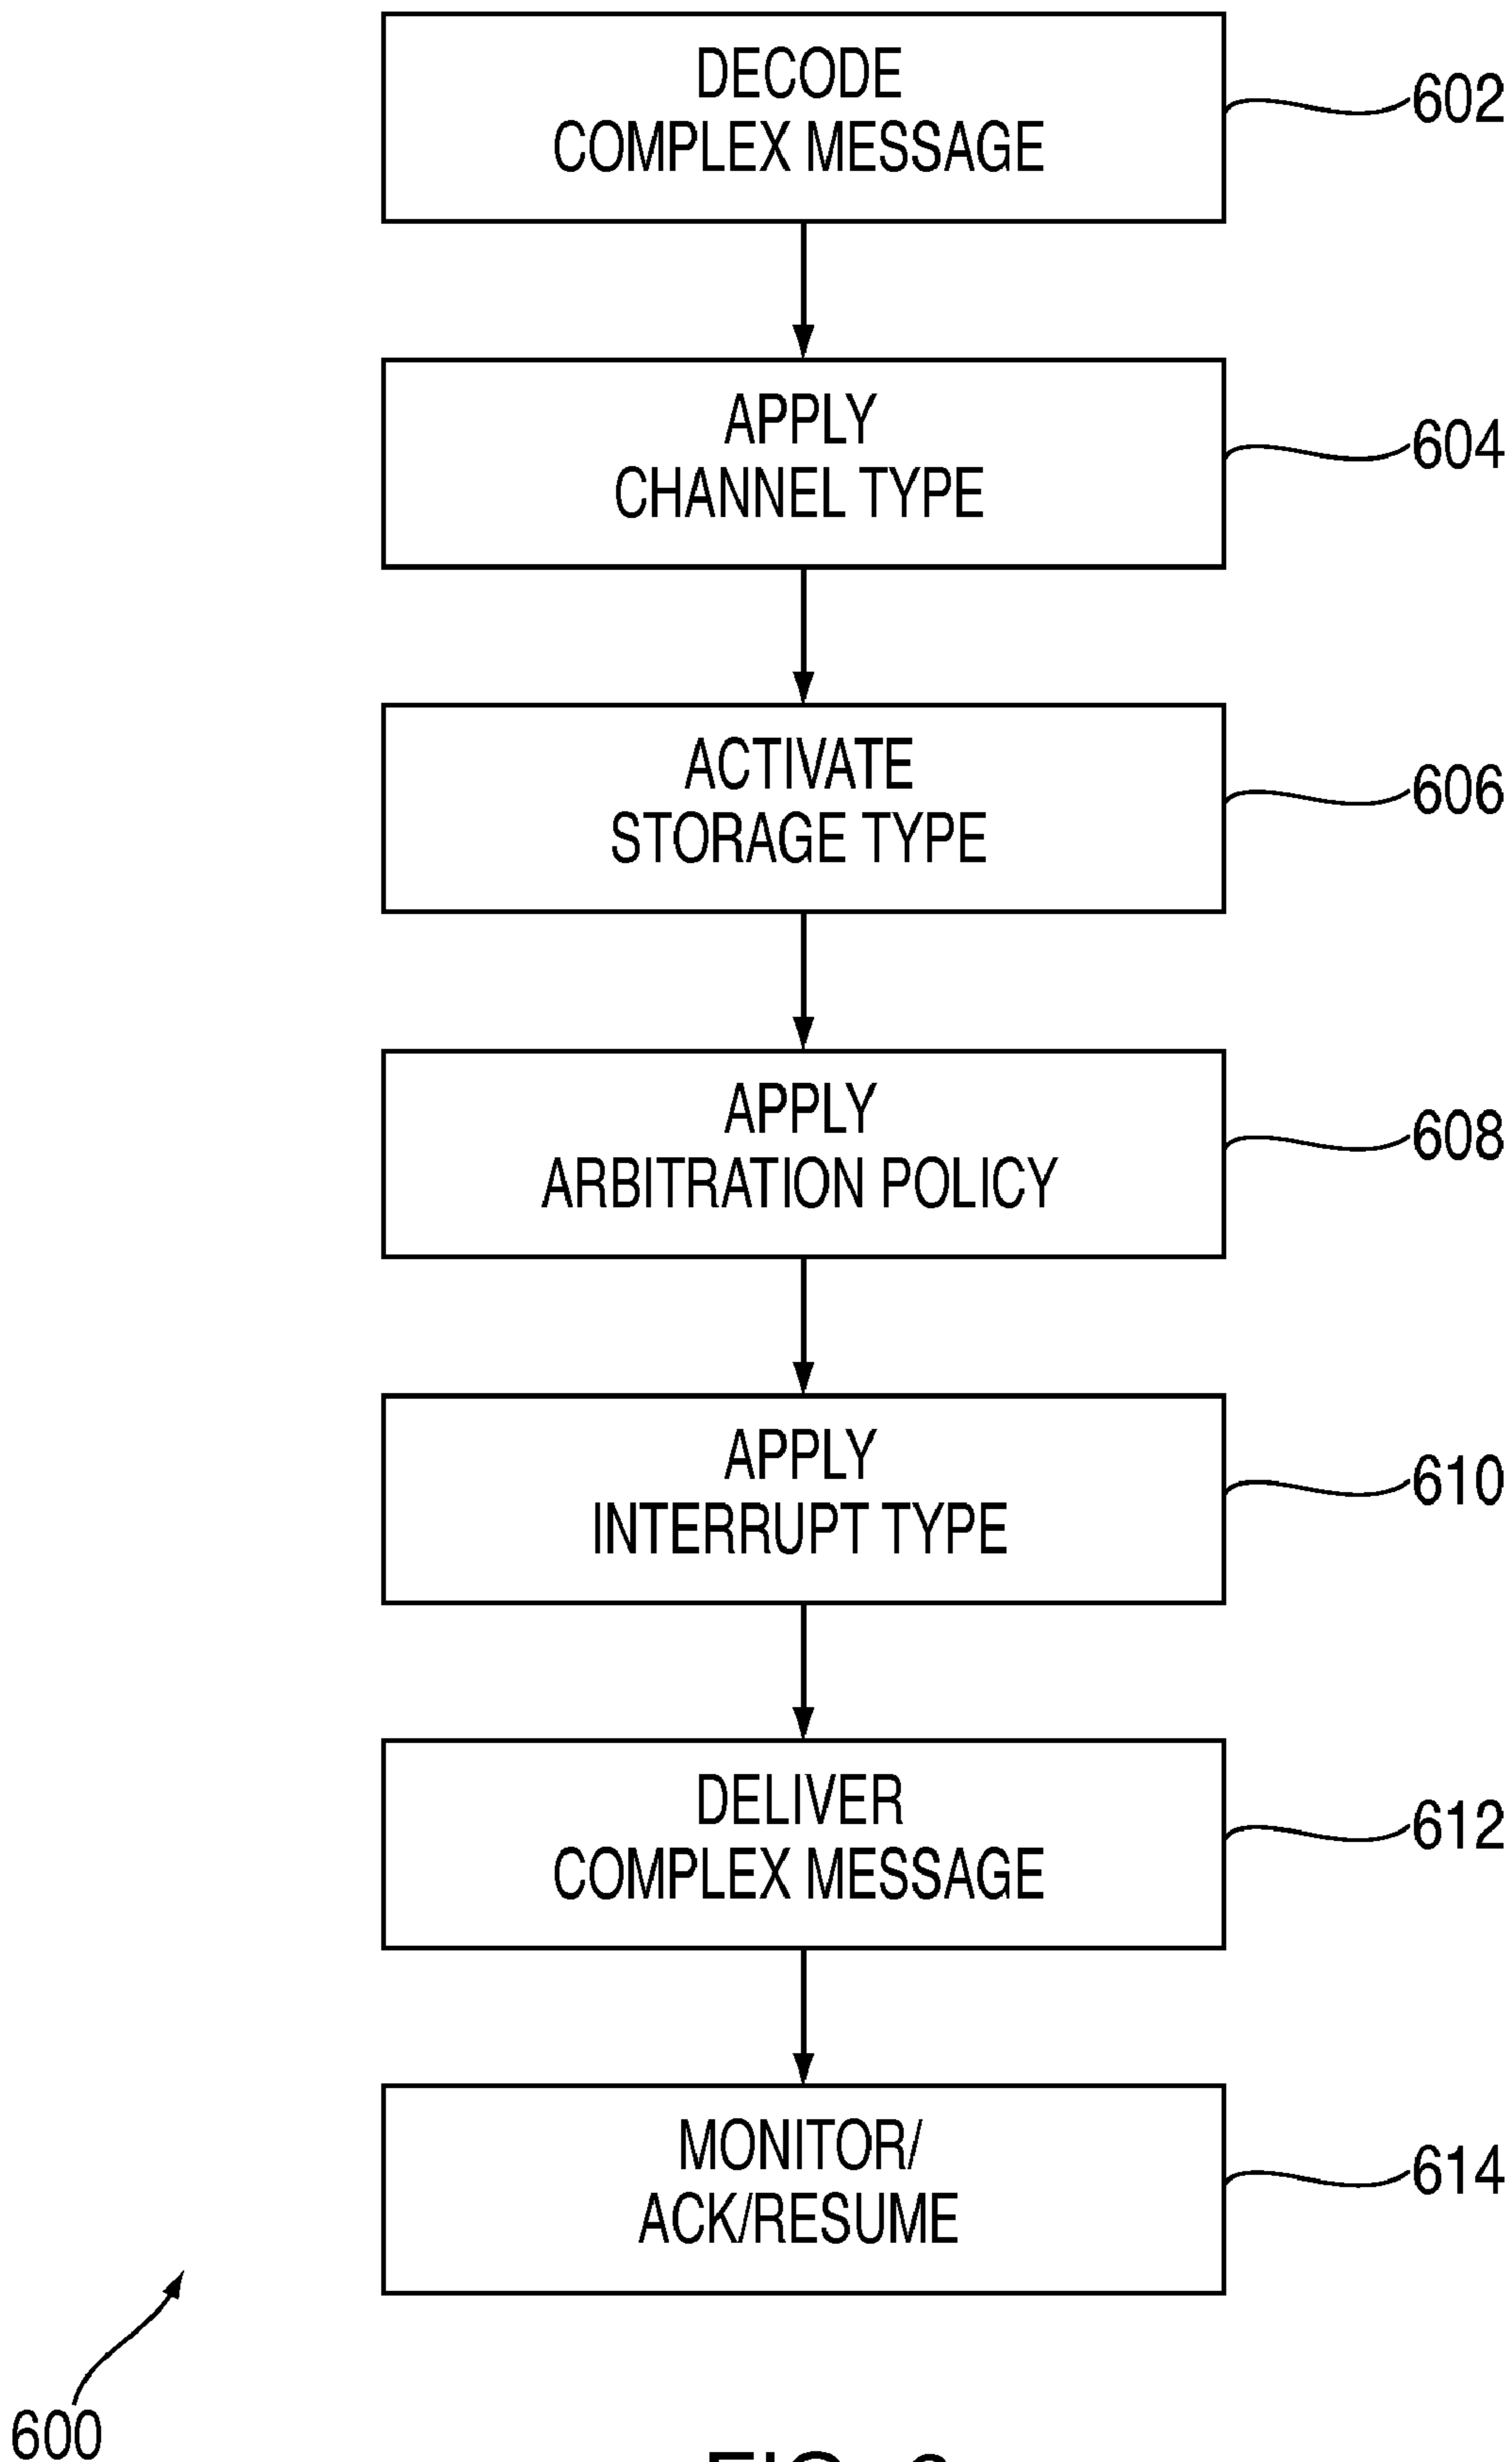 DECODE
COMPLEX MESSAGE
602
APPLY
CHANNEL TYPE
604
ACTIVATE
STORAGE TYPE
606
APPLY
ARBITRATION POLICY
608
APPLY
INTERRUPT TYPE
610
DELIVER
COMPLEX MESSAGE
612
MONITOR/
ACK/RESUME
614
600